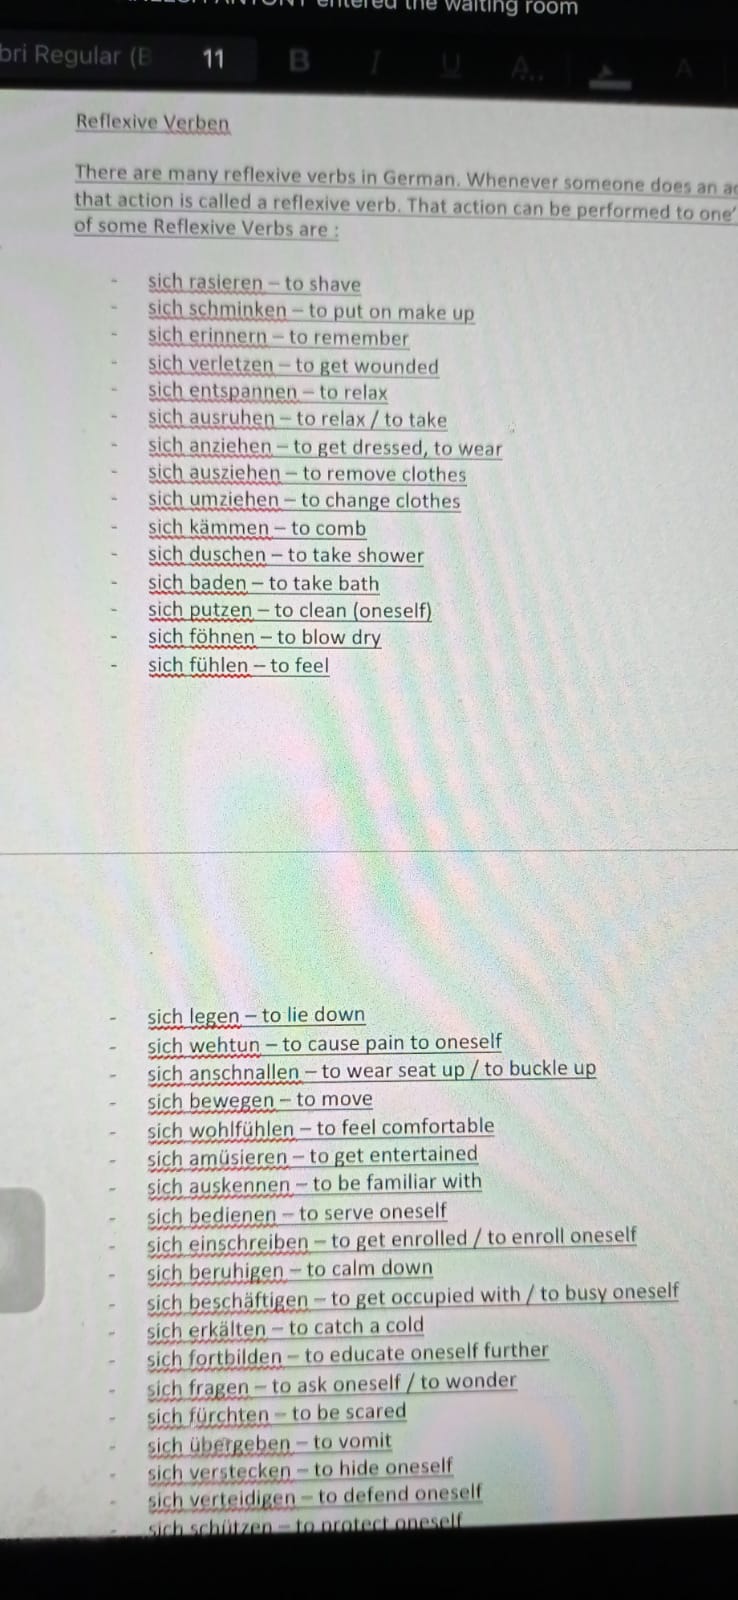 entered the waiting room
bri Regular (B 11 B I U A..
A
Reflexive Verben
There are many reflexive verbs in German. Whenever someone does an
that action is called a reflexive verb. That action can be performed to one'
of some Reflexive Verbs are :
- sich rasieren – to shave
- sich schminken – to put on make up
- sich erinnern – to remember
- sich verletzen – to get wounded
- sich entspannen – to relax
- sich ausruhen – to relax / to take
- sich anziehen – to get dressed, to wear
- sich ausziehen – to remove clothes
- sich umziehen – to change clothes
- sich kämmen – to comb
- sich duschen – to take shower
- sich baden – to take bath
- sich putzen – to clean (oneself)
- sich föhnen – to blow dry
- sich fühlen – to feel
- sich legen – to lie down
- sich wehtun – to cause pain to oneself
- sich anschnallen – to wear seat up / to buckle up
- sich bewegen – to move
- sich wohlfühlen – to feel comfortable
- sich amüsieren – to get entertained
- sich auskennen – to be familiar with
- sich bedienen – to serve oneself
- sich einschreiben – to get enrolled / to enroll oneself
- sich beruhigen – to calm down
- sich beschäftigen – to get occupied with / to busy oneself
- sich erkälten – to catch a cold
- sich fortbilden – to educate oneself further
- sich fragen – to ask oneself / to wonder
- sich fürchten – to be scared
- sich übergeben – to vomit
- sich verstecken – to hide oneself
- sich verteidigen – to defend oneself
- sich schützen – to protect oneself